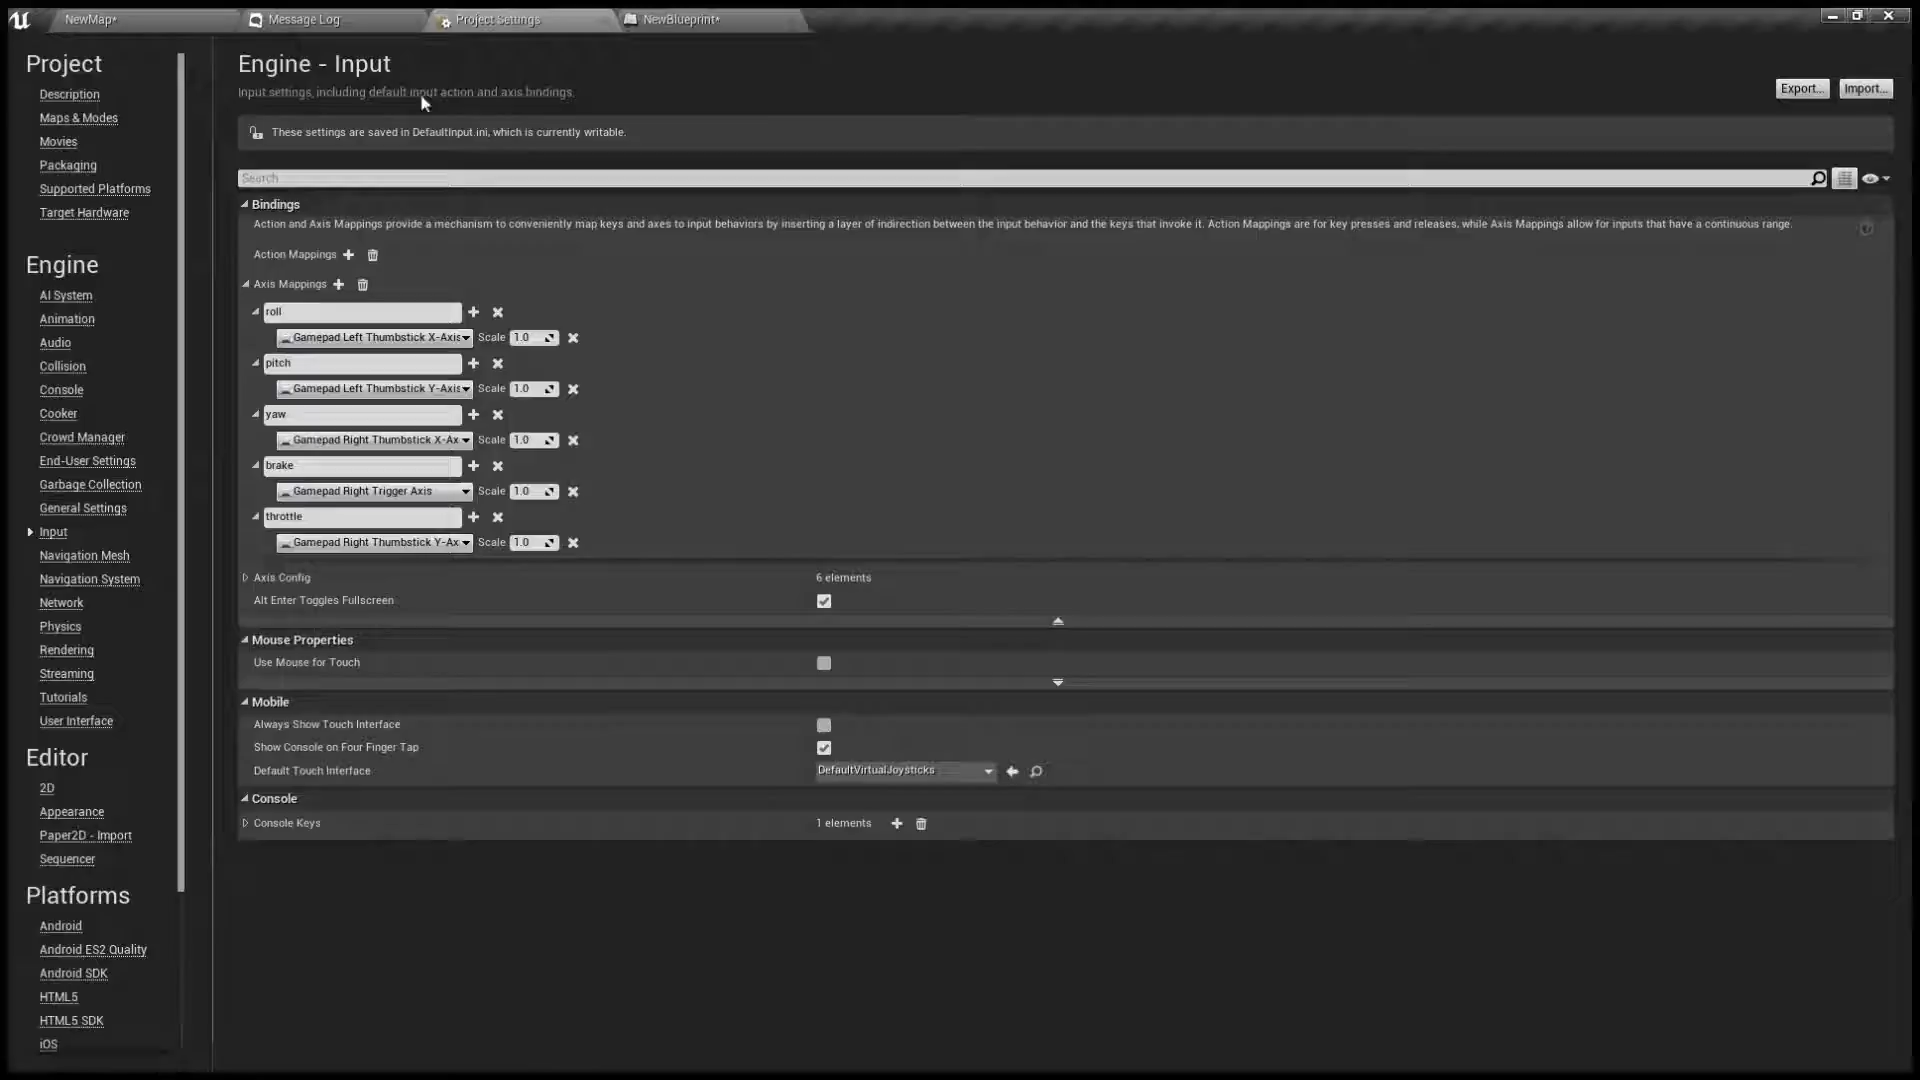 NewMap*
Message Log
Project Settings
NewBlueprint*
Project
Description
Maps & Modes
Movies
Packaging
Supported Platforms
Target Hardware
Engine
AI System
Animation
Audio
Collision
Console
Cooker
Crowd Manager
End-User Settings
Garbage Collection
General Settings
Input
Navigation Mesh
Navigation System
Network
Physics
Rendering
Streaming
Tutorials
User Interface
Editor
2D
Appearance
Paper2D - Import
Sequencer
Platforms
Android
Android ES2 Quality
Android SDK
HTML5
HTML5 SDK
iOS
Engine - Input
Input settings, including default input action and axis bindings.
Export...
Import...
These settings are saved in DefaultInput.ini, which is currently writable.
Search
Bindings
Action and Axis Mappings provide a mechanism to conveniently map keys and axes to input behaviors by inserting a layer of indirection between the input behavior and the keys that invoke it. Action Mappings are for key presses and releases, while Axis Mappings allow for inputs that have a continuous range.
Action Mappings
Axis Mappings
roll
Gamepad Left Thumbstick X-Axis Scale 1.0
pitch
Gamepad Left Thumbstick Y-Axis Scale 1.0
yaw
Gamepad Right Thumbstick X-Ax Scale 1.0
brake
Gamepad Right Trigger Axis Scale 1.0
throttle
Gamepad Right Thumbstick Y-Ax Scale 1.0
Axis Config 6 elements
Alt Enter Toggles Fullscreen
Mouse Properties
Use Mouse for Touch
Mobile
Always Show Touch Interface
Show Console on Four Finger Tap
Default Touch Interface DefaultVirtualJoysticks
Console
Console Keys 1 elements